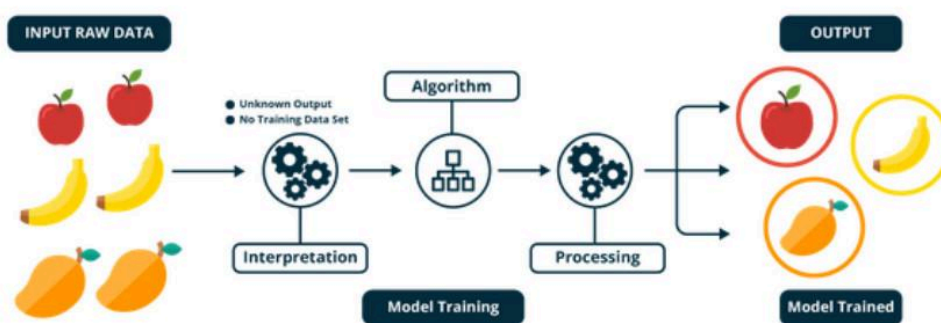 INPUT RAW DATA
OUTPUT
Algorithm
Unknown Output
No Training Data Set
Interpretation
Processing
Model Training
Model Trained